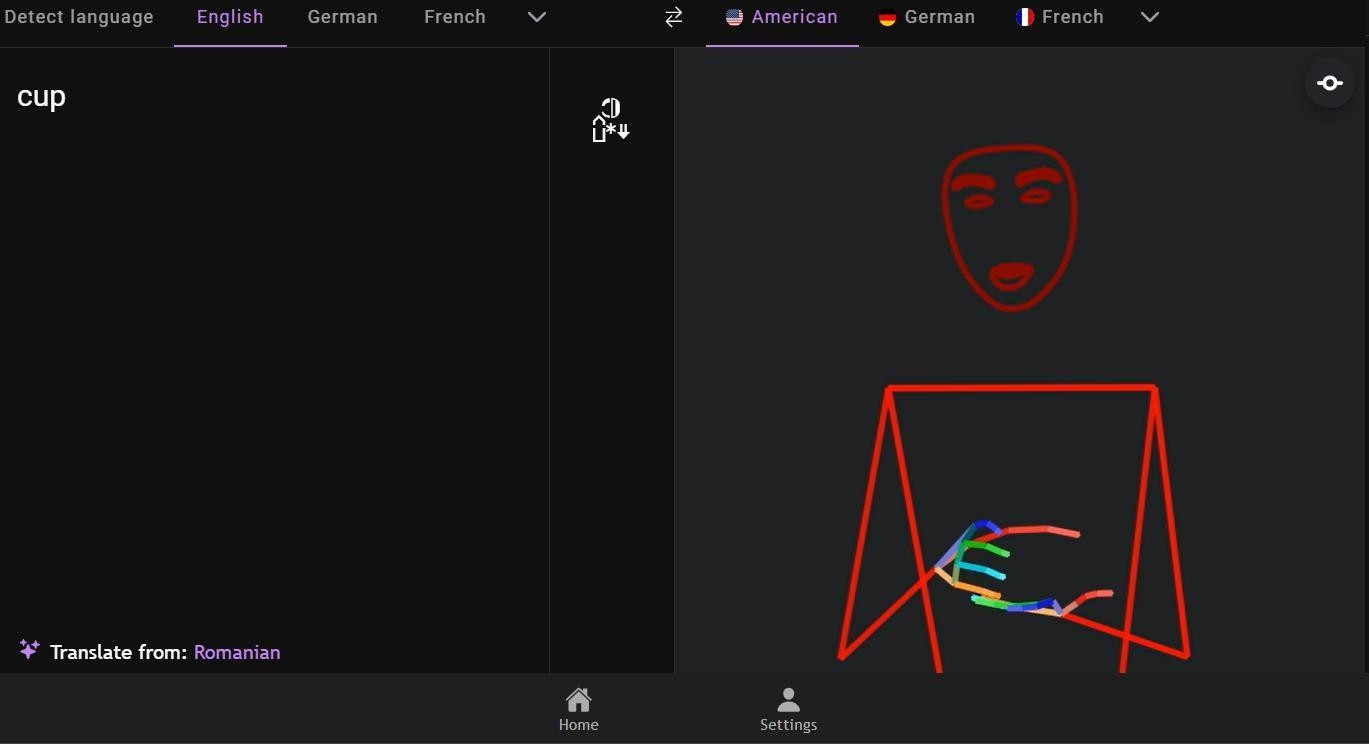 Detect language English German French American German French
cup
Translate from: Romanian
Home Settings